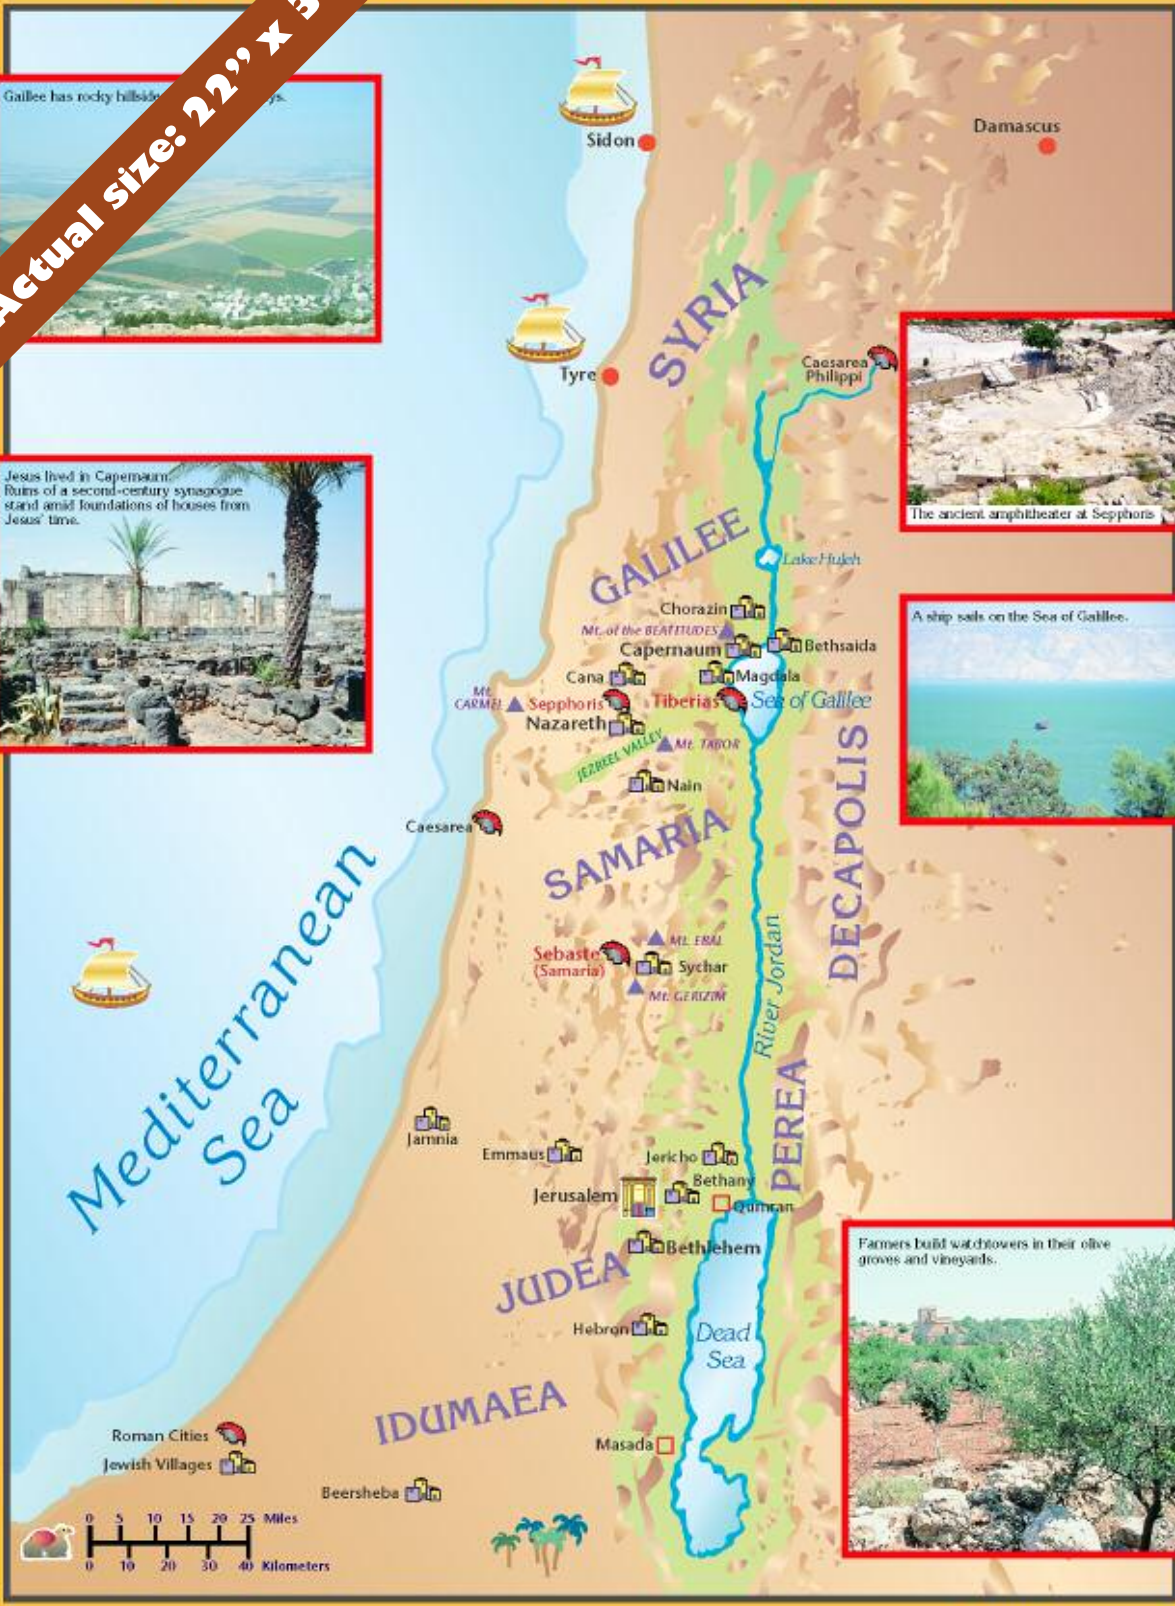 Actual size: 22” x 3
Galilee has rocky hillside
ys.
Sidon
Damascus
SYRIA
Tyre
Caesarea
Philippi
The ancient amphitheater at Sepphoris
Jesus lived in Capernaum.
Ruins of a second-century synagogue
stand amid foundations of houses from
Jesus' time.
GALILEE
Lake Huleh
Chorazin
Mt. of the BEATITUDES
Capernaum
Bethsaida
Cana
Magdala
Mt.
CARMEL
Sepphoris
Tiberias
Sea of Galilee
Nazareth
JEZREEL VALLEY
Mt. TABOR
Nain
A ship sails on the Sea of Galilee.
Caesarea
SAMARIA
DECAPOLIS
Mediterranean
Sea
Mt. EBAL
Sebaste
(Samaria)
Sychar
Mt. GERIZIM
River Jordan
PEREA
Jamnia
Emmaus
Jericho
Bethany
Jerusalem
Qumran
Bethlehem
JUDEA
Farmers build watchtowers in their olive
groves and vineyards.
Hebron
Dead
Sea
IDUMAEA
Masada
Roman Cities
Jewish Villages
Beersheba
0 5 10 15 20 25 Miles
0 10 20 30 40 Kilometers